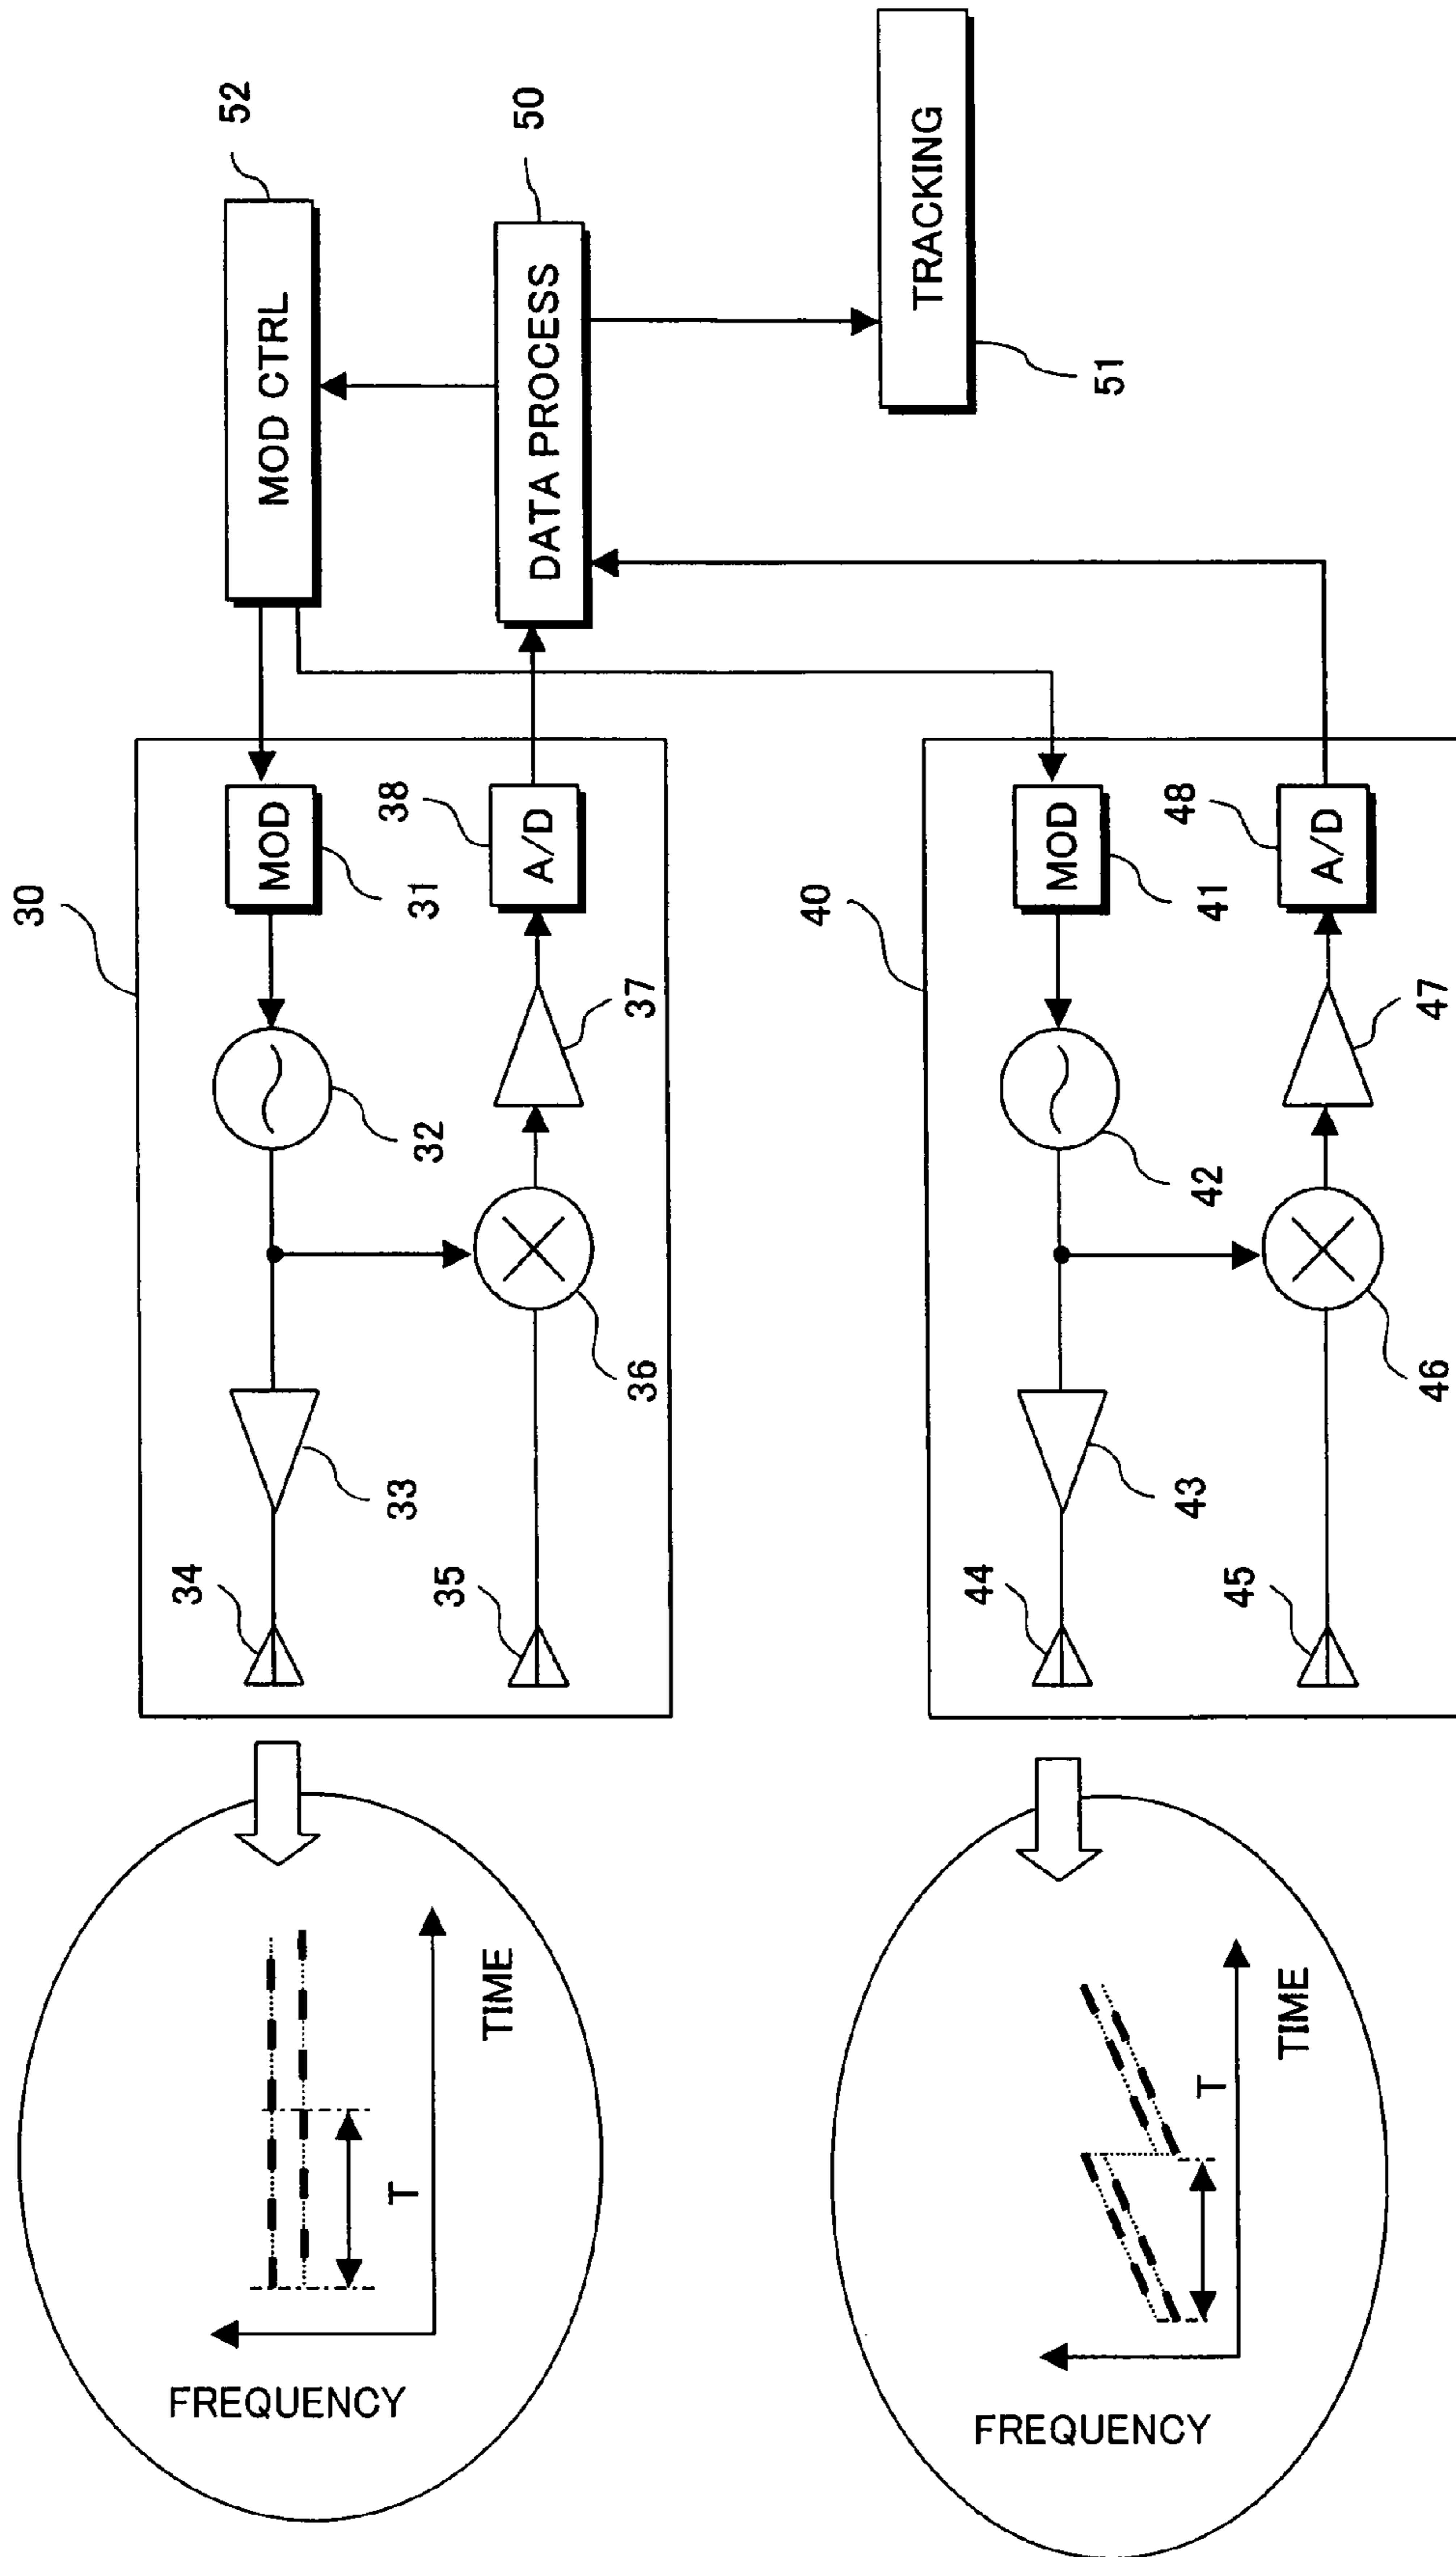 FREQUENCY
TIME
T
30
34
33
32
MOD
31
35
36
37
A/D
38
MOD CTRL
52
DATA PROCESS
50
TRACKING
51
FREQUENCY
TIME
T
40
44
43
42
MOD
41
45
46
47
A/D
48